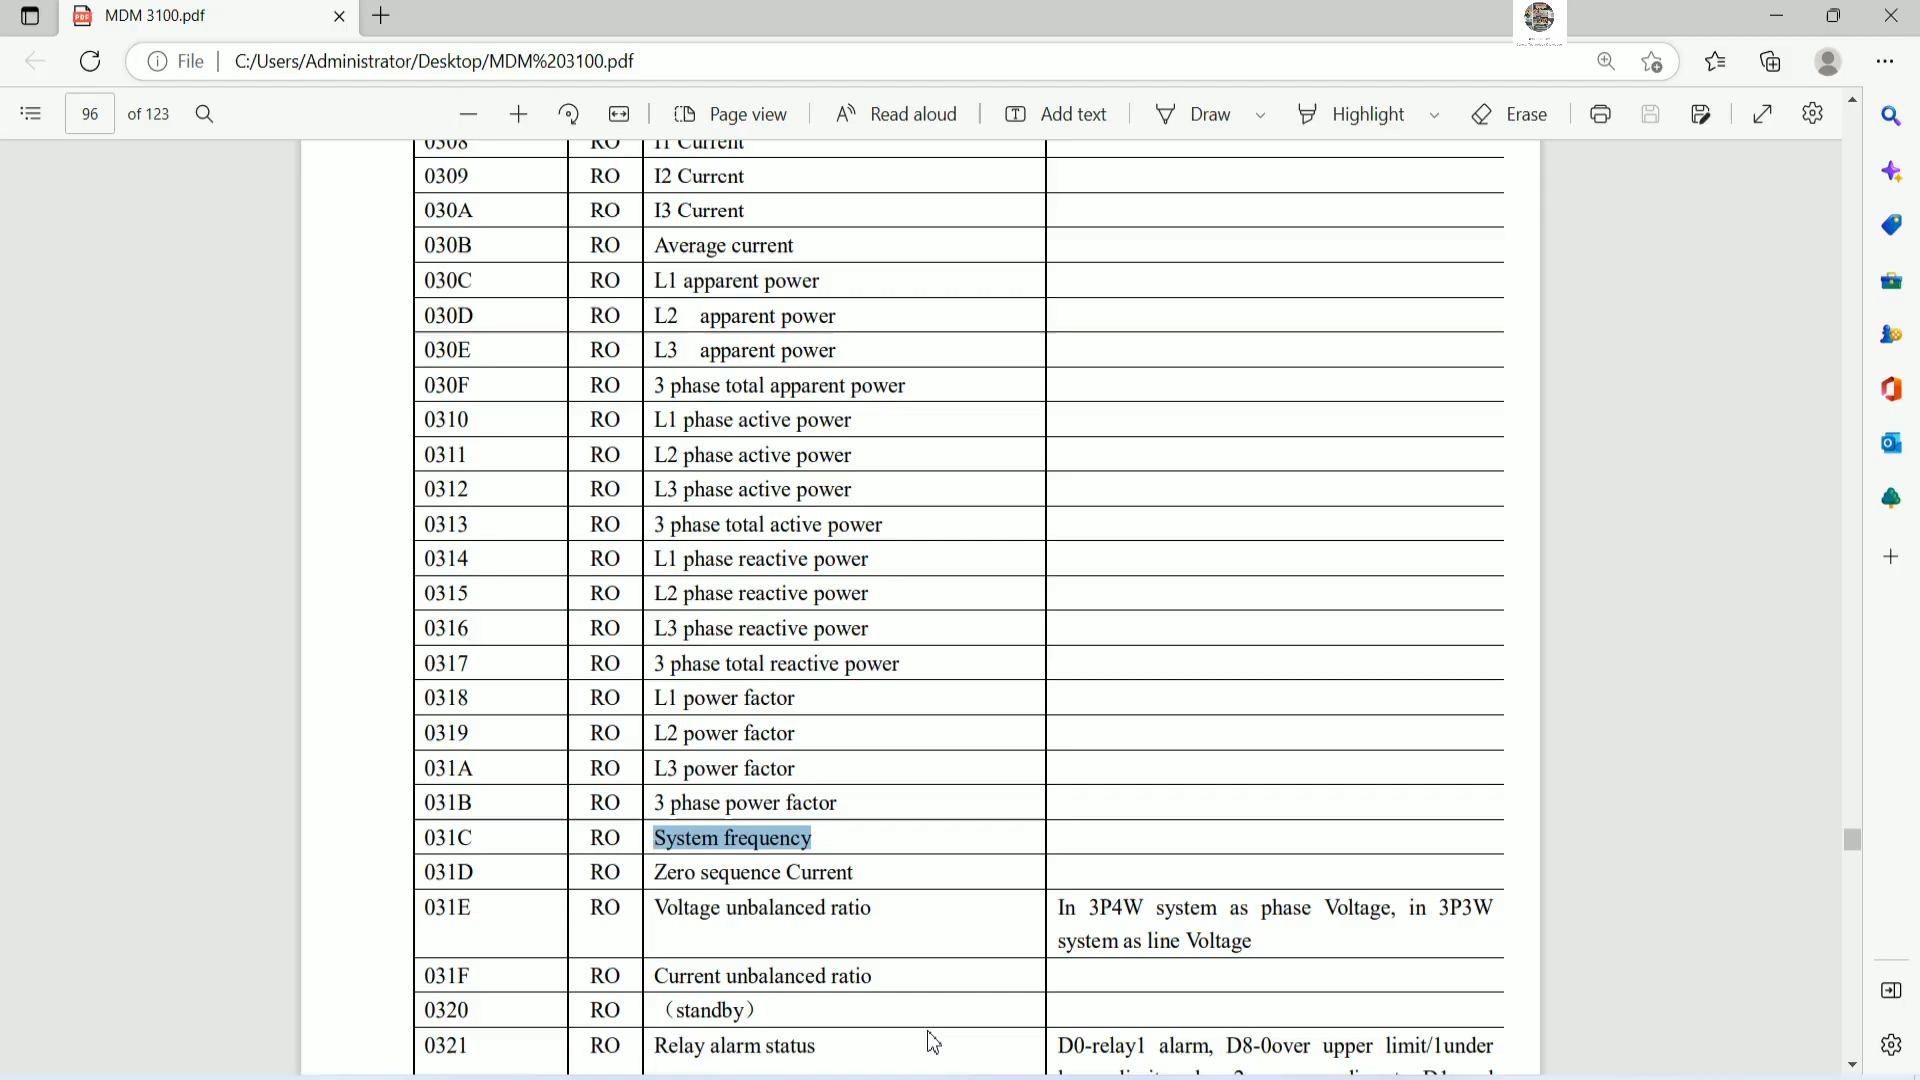 MDM 3100.pdf
File C:/Users/Administrator/Desktop/MDM%203100.pdf
96 of 123 Page view Read aloud Add text Draw Highlight Erase
0308 RO I1 Current
0309 RO I2 Current
030A RO I3 Current
030B RO Average current
030C RO L1 apparent power
030D RO L2 apparent power
030E RO L3 apparent power
030F RO 3 phase total apparent power
0310 RO L1 phase active power
0311 RO L2 phase active power
0312 RO L3 phase active power
0313 RO 3 phase total active power
0314 RO L1 phase reactive power
0315 RO L2 phase reactive power
0316 RO L3 phase reactive power
0317 RO 3 phase total reactive power
0318 RO L1 power factor
0319 RO L2 power factor
031A RO L3 power factor
031B RO 3 phase power factor
031C RO System frequency
031D RO Zero sequence Current
031E RO Voltage unbalanced ratio In 3P4W system as phase Voltage, in 3P3W
system as line Voltage
031F RO Current unbalanced ratio
0320 RO （standby）
0321 RO Relay alarm status D0-relay1 alarm, D8-0over upper limit/1under